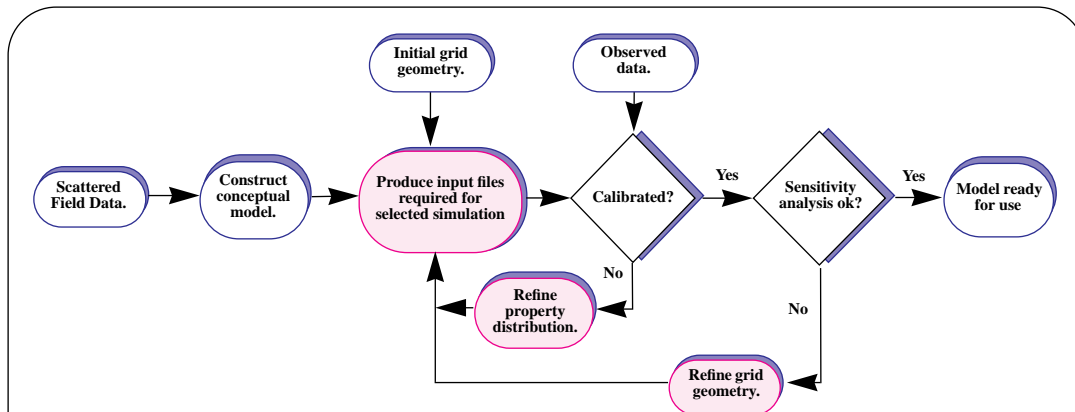 Initial grid
geometry.
Observed
data.
Scattered
Field Data.
Construct
conceptual
model.
Produce input files
required for
selected simulation
Calibrated?
Yes
Sensitivity
analysis ok?
Yes
Model ready
for use
No
Refine
property
distribution.
No
Refine grid
geometry.